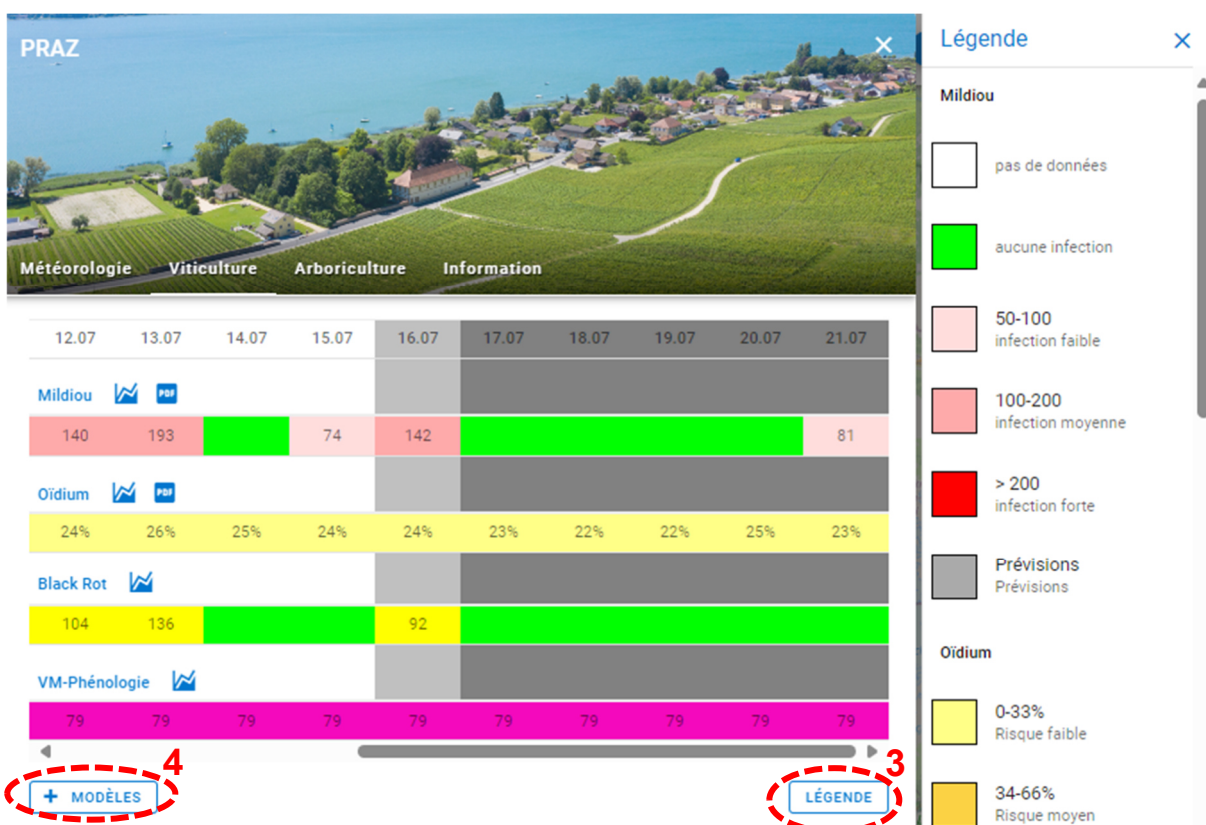 PRAZ
Météorologie Viticulture Arboriculture Information
12.07 13.07 14.07 15.07 16.07 17.07 18.07 19.07 20.07 21.07
Mildiou PDF
140 193 74 142 81
Oïdium PDF
24% 26% 25% 24% 24% 23% 22% 22% 25% 23%
Black Rot
104 136 92
VM-Phénologie
79 79 79 79 79 79 79 79 79 79
4
3
+ MODÈLES
LÉGENDE
Légende
Mildiou
pas de données
aucune infection
50-100
infection faible
100-200
infection moyenne
> 200
infection forte
Prévisions
Prévisions
Oïdium
0-33%
Risque faible
34-66%
Risque moyen